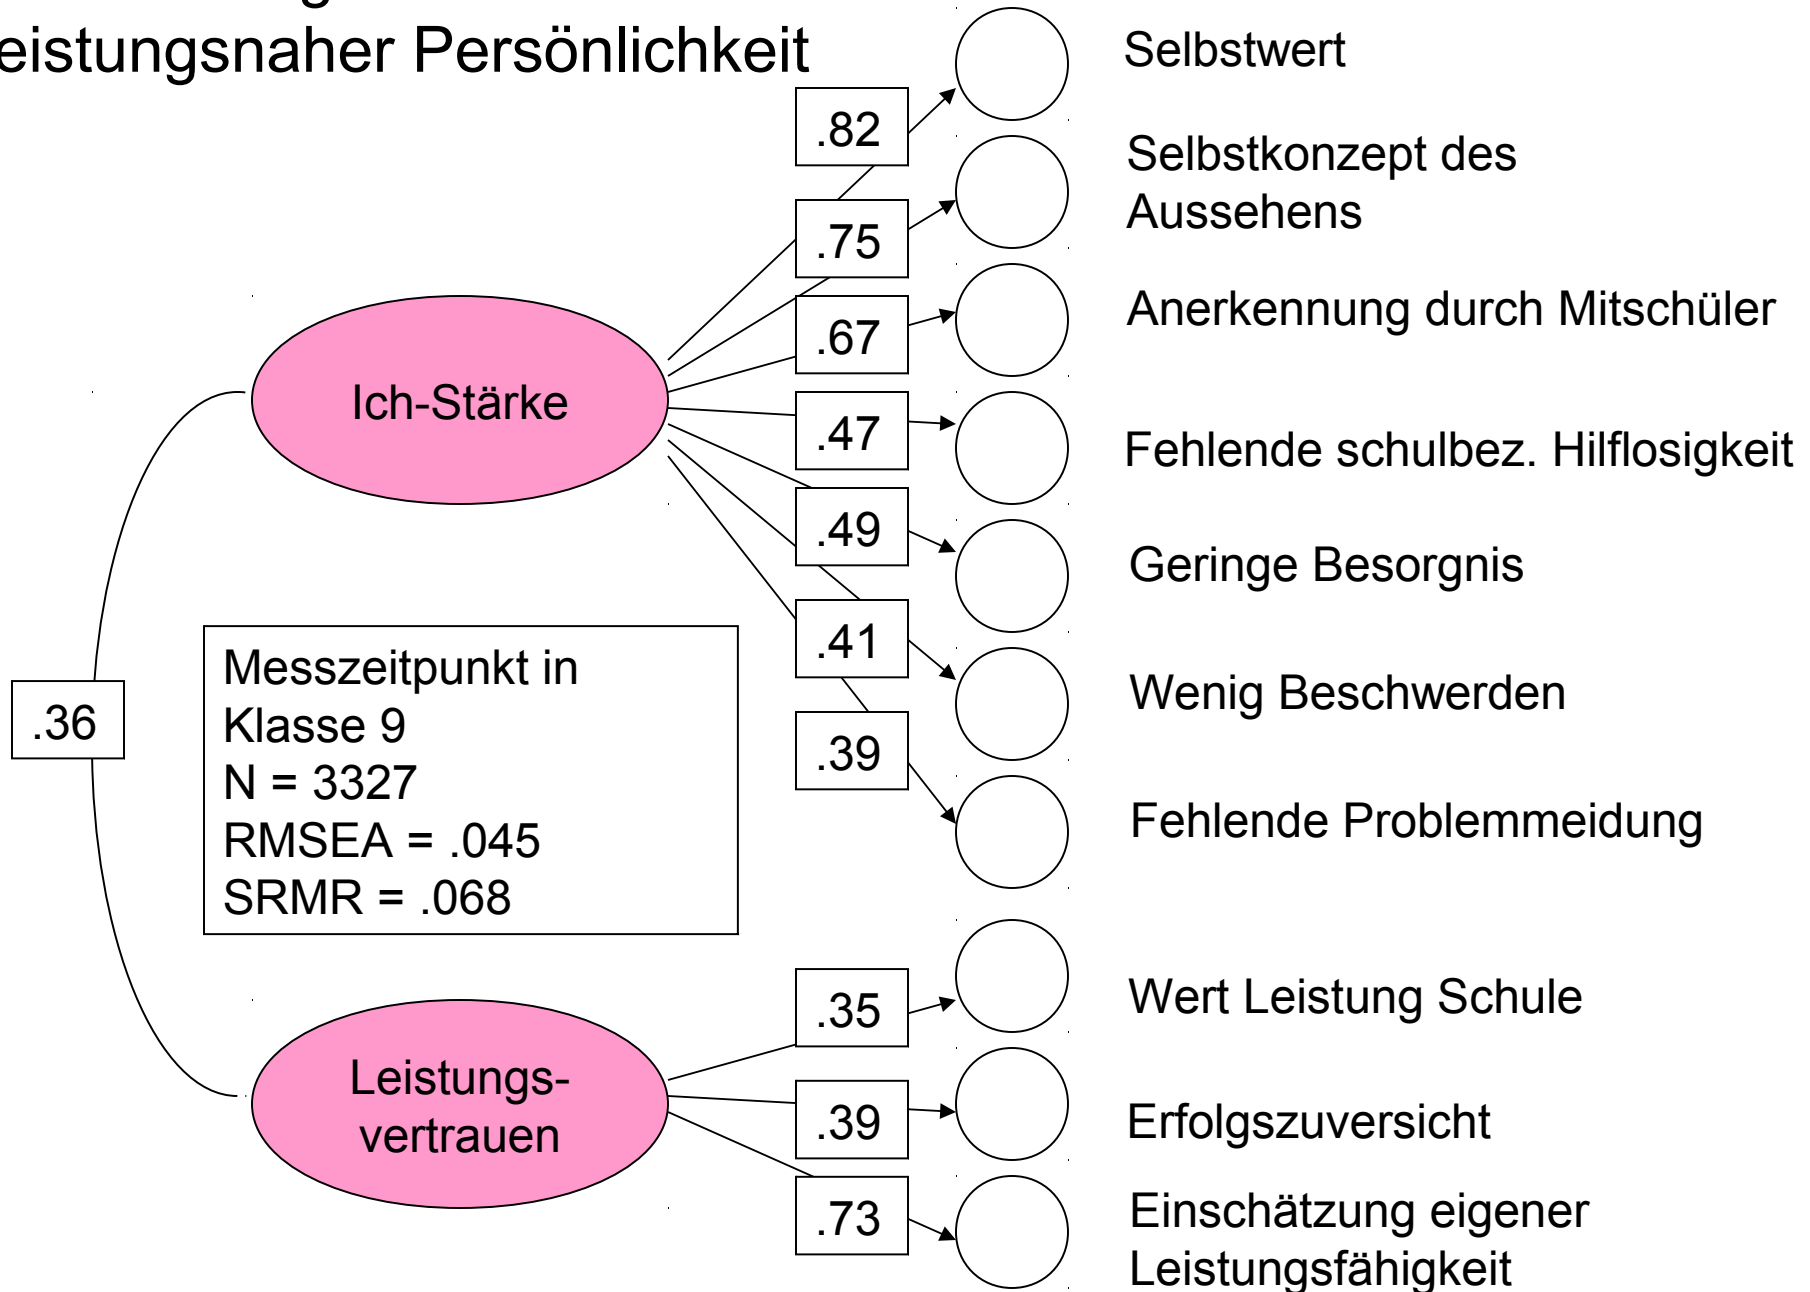 eistungsnaher Persönlichkeit
Selbstwert
.82
Selbstkonzept des
Aussehens
.75
Anerkennung durch Mitschüler
.67
Ich-Stärke
.47
Fehlende schulbez. Hilflosigkeit
.49
Geringe Besorgnis
.41
Wenig Beschwerden
.39
Fehlende Problemmeidung
.36
Messzeitpunkt in
Klasse 9
N = 3327
RMSEA = .045
SRMR = .068
.35
Wert Leistung Schule
Leistungs-
vertrauen
.39
Erfolgszuversicht
.73
Einschätzung eigener
Leistungsfähigkeit